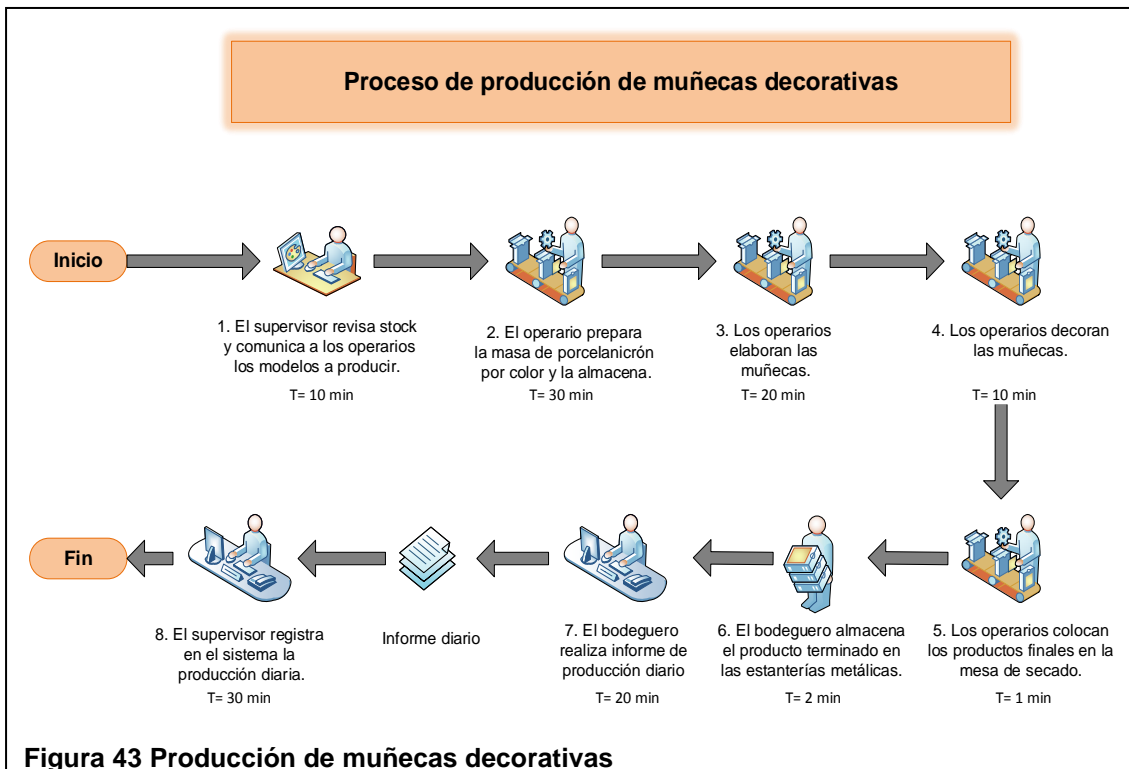 Proceso de producción de muñecas decorativas
Inicio
1. El supervisor revisa stock
y comunica a los operarios
los modelos a producir.
T= 10 min
2. El operario prepara
la masa de porcelanicrón
por color y la almacena.
T= 30 min
3. Los operarios
elaboran las
muñecas.
T= 20 min
4. Los operarios decoran
las muñecas.
T= 10 min
5. Los operarios colocan
los productos finales en la
mesa de secado.
T= 1 min
6. El bodeguero almacena
el producto terminado en
las estanterías metálicas.
T= 2 min
7. El bodeguero
realiza informe de
producción diario
T= 20 min
Informe diario
8. El supervisor registra
en el sistema la
producción diaria.
T= 30 min
Fin
Figura 43 Producción de muñecas decorativas